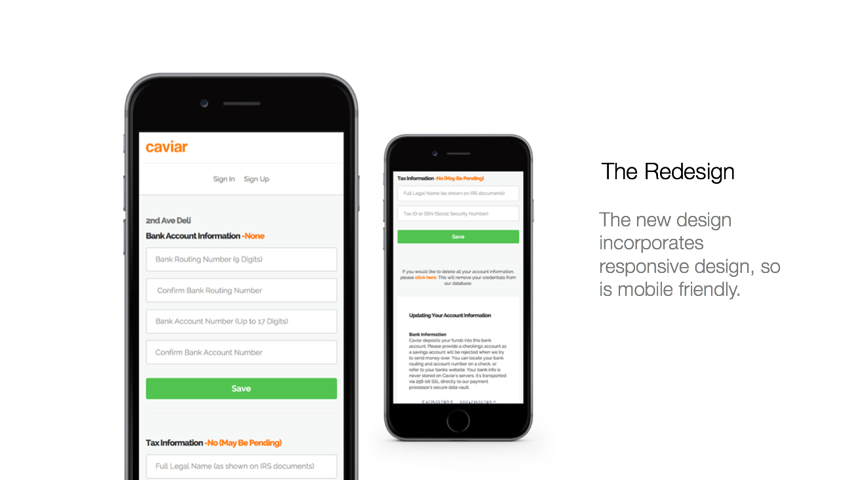 caviar
Sign In Sign Up
2nd Ave Deli
Bank Account Information -None
Bank Routing Number (9 Digits)
Confirm Bank Routing Number
Bank Account Number (Up to 17 Digits)
Confirm Bank Account Number
Save
Tax Information -No (May Be Pending)
Full Legal Name (as shown on IRS documents)
Tax Information -No (May Be Pending)
Full Legal Name (as shown on IRS documents)
Tax ID or SSN (Social Security Number)
Save
If you would like to delete all your account information,
please click here. This will remove your credentials from
our database.
Updating Your Account Information
Bank Information
Caviar deposits your funds into this bank
account. Please provide a checkings account as
a savings account will be rejected when we try
to send money over. You can locate your bank
routing and account number on a check, or
refer to your banks website. Your bank info is
never stored on Caviar's servers. It's transported
via 256-bit SSL directly to our payment
processor's secure data vault.
The Redesign
The new design
incorporates
responsive design, so
is mobile friendly.